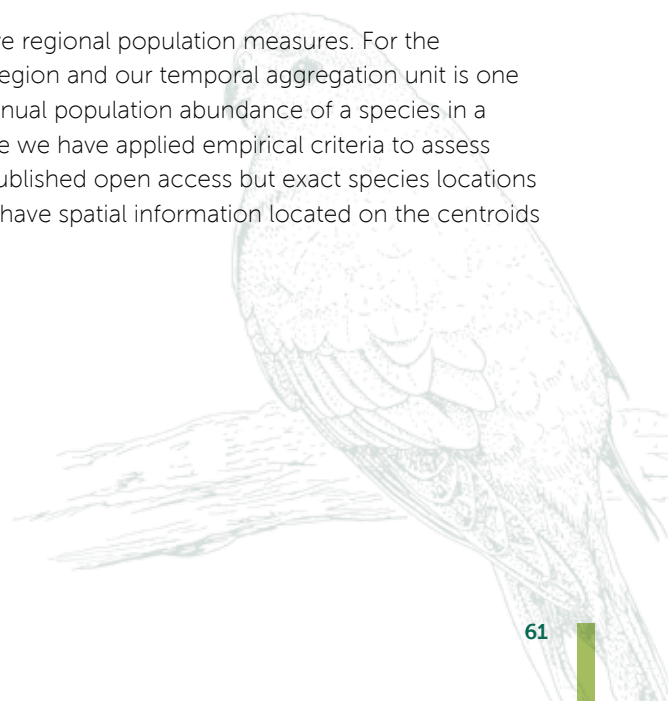 ve regional population measures. For the
egion and our temporal aggregation unit is one
nual population abundance of a species in a
e we have applied empirical criteria to assess
ublished open access but exact species locations
have spatial information located on the centroids
61